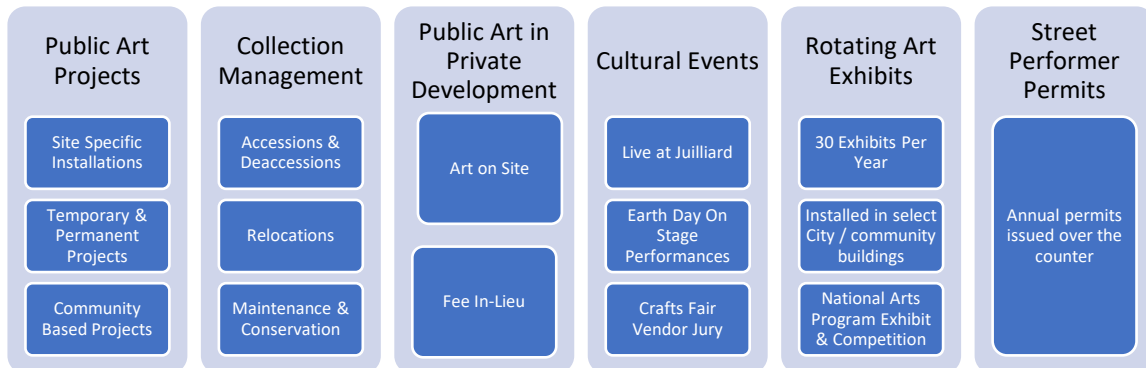 Public Art
Projects
Site Specific
Installations
Temporary &
Permanent
Projects
Community
Based Projects
Collection
Management
Accessions &
Deaccessions
Relocations
Maintenance &
Conservation
Public Art in
Private
Development
Art on Site
Fee In-Lieu
Cultural Events
Live at Juilliard
Earth Day On
Stage
Performances
Crafts Fair
Vendor Jury
Rotating Art
Exhibits
30 Exhibits Per
Year
Installed in select
City / community
buildings
National Arts
Program Exhibit
& Competition
Street
Performer
Permits
Annual permits
issued over the
counter